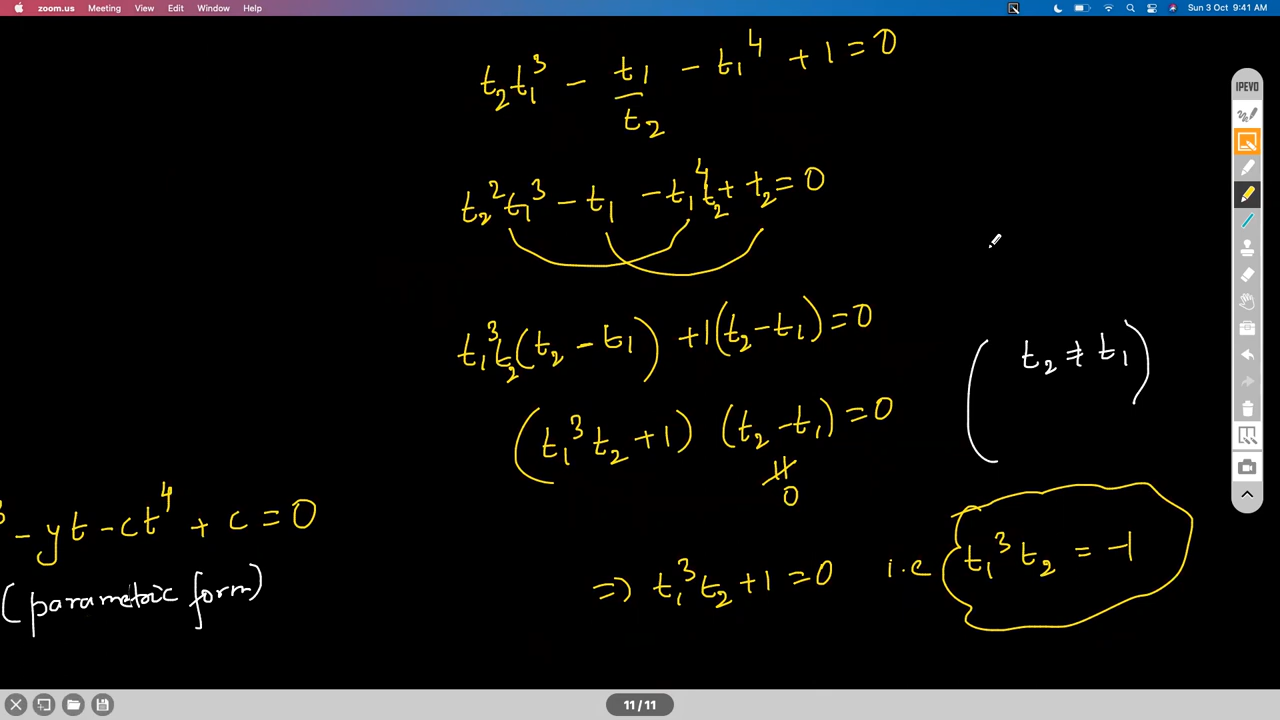 zoom.us Meeting View Edit Window Help Sun 3 Oct 9:41 AM
IPEVO
t₂t₁³ - t₁/t₂ - t₁⁴ + 1 = 0
t₂²t₁³ - t₁ - t₁⁴t₂ + t₂ = 0
t₁³t₂(t₂ - t₁) + 1(t₂ - t₁) = 0
(t₂ ≠ t₁)
(t₁³t₂ + 1) (t₂ - t₁) = 0
∦
0
- yt - ct⁴ + c = 0
(parametric form)
⇒ t₁³t₂ + 1 = 0 i.e t₁³t₂ = -1
11 / 11